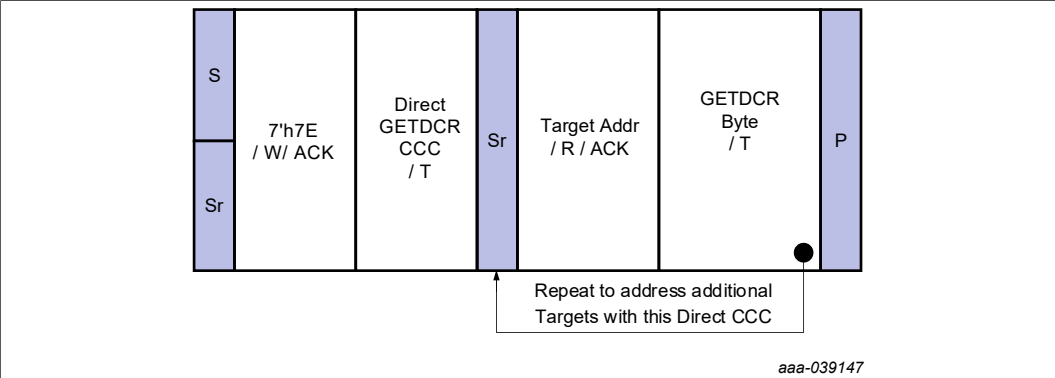 S
Sr
7'h7E
/ W/ ACK
Direct
GETDCR
CCC
/ T
Sr
Target Addr
/ R / ACK
GETDCR
Byte
/ T
P
Repeat to address additional
Targets with this Direct CCC
aaa-039147